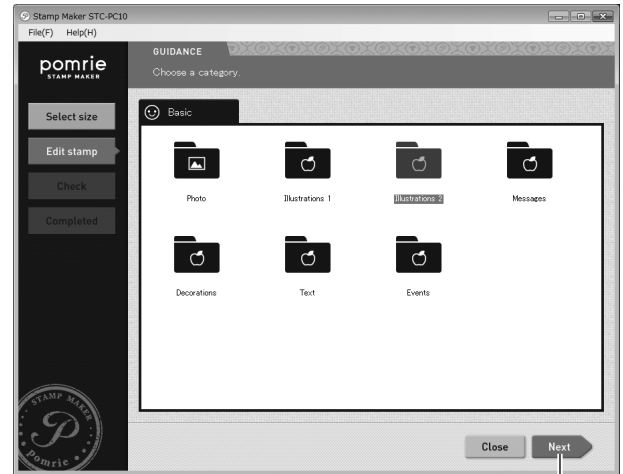 Stamp Maker STC-PC10
File(F) Help(H)
pomrie
STAMP MAKER
GUIDANCE
Choose a category.
Select size
Edit stamp
Check
Completed
Basic
Photo
Illustrations 1
Illustrations 2
Messages
Decorations
Text
Events
STAMP MAKER
P
Pomrie
Close
Next